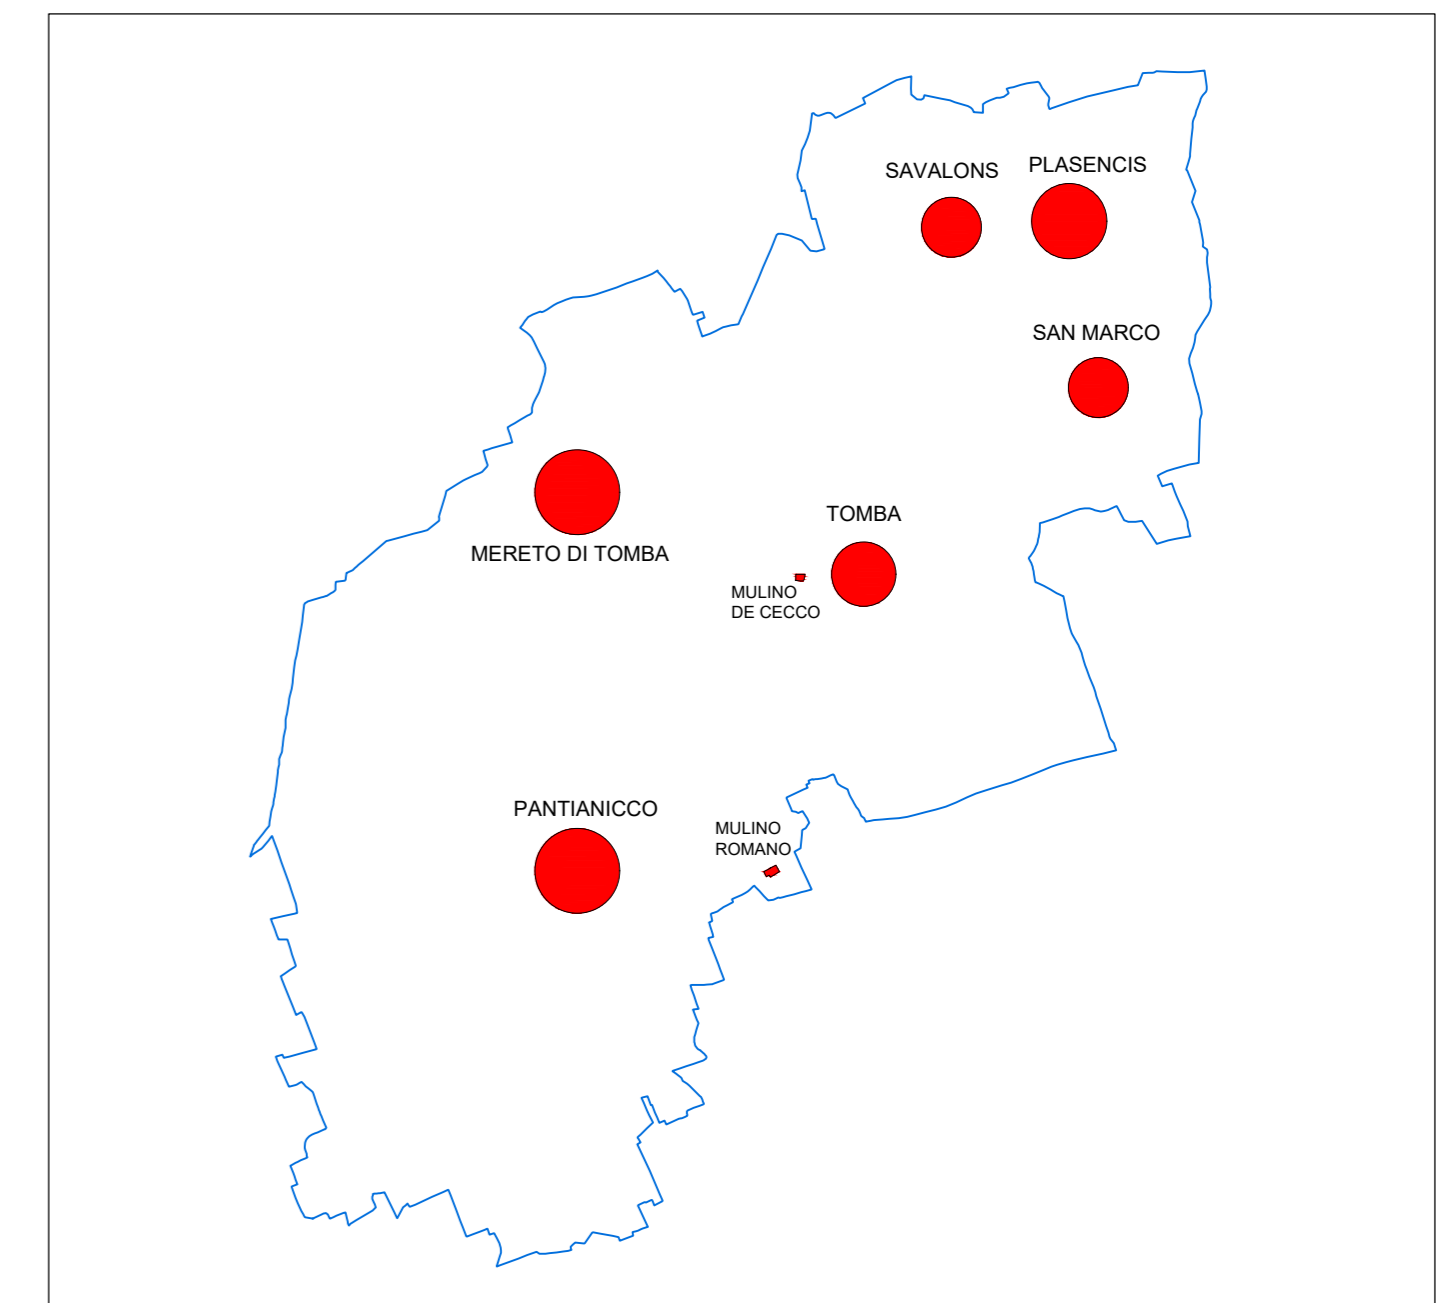 SAVALONS
PLASENCIS
SAN MARCO
TOMBA
MERETO DI TOMBA
MULINO
DE CECCO
PANTIANICCO
MULINO
ROMANO